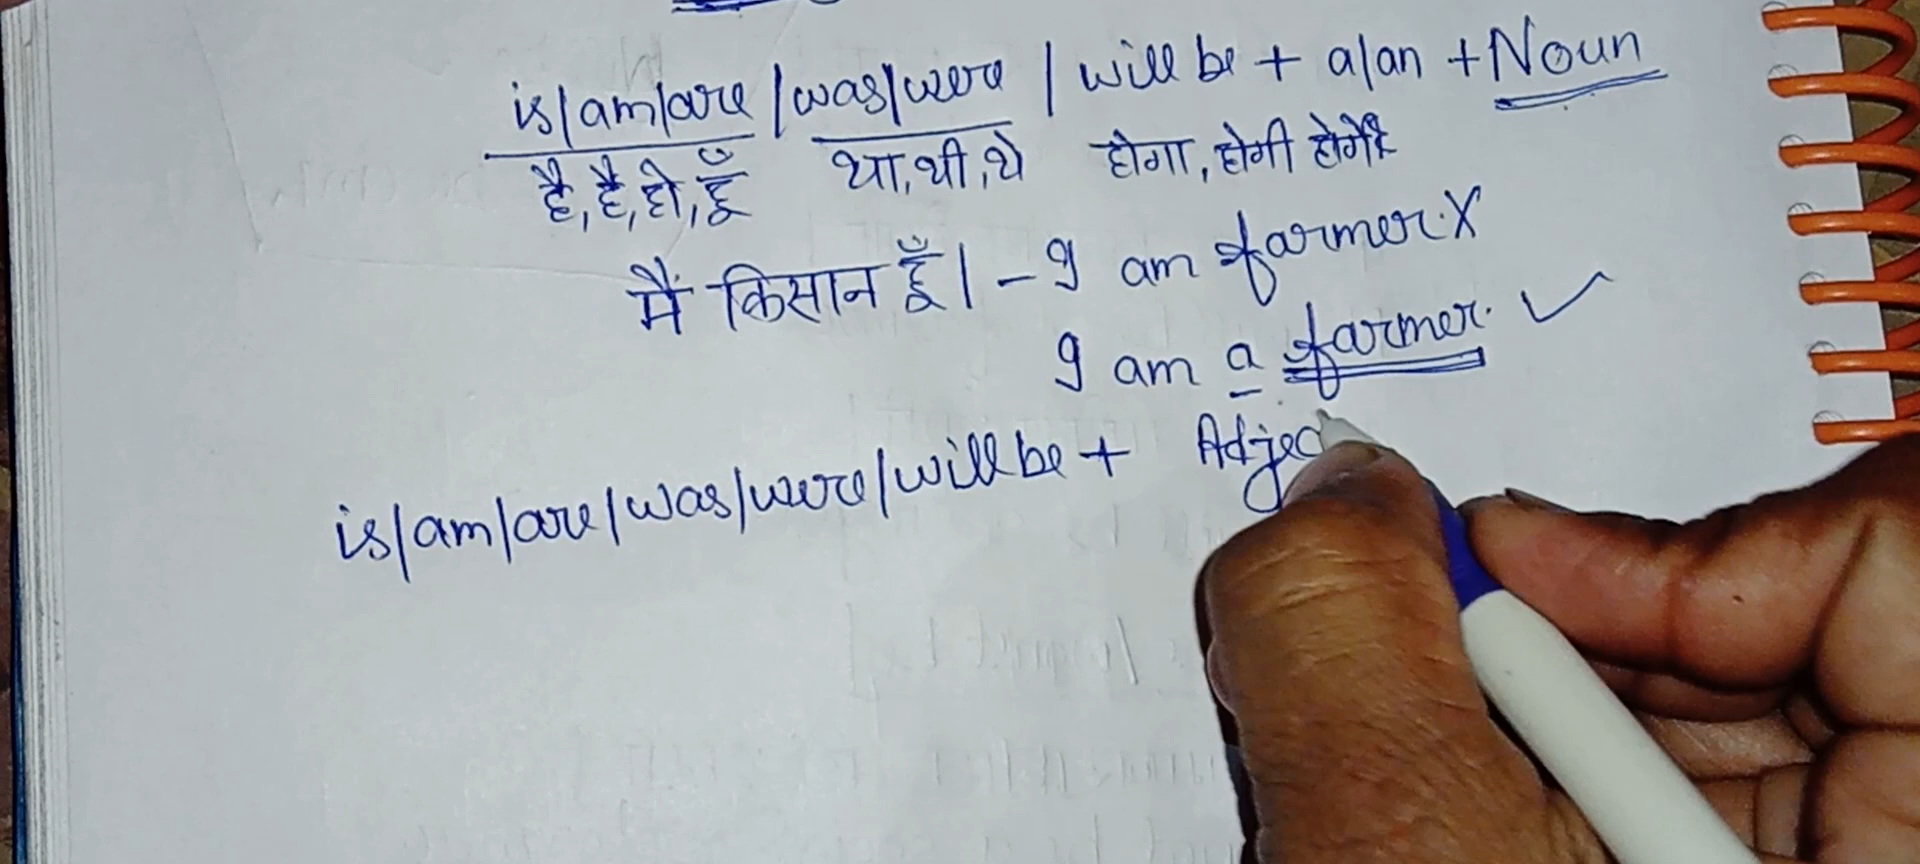 is/am/are/was/were / will be + a/an + Noun
है, है, हो, हूँ था, थी, थे होगा, होगी होगें
मैं किसान हूँ। - I am farmer. X
I am a farmer. ✓
is/am/are/was/were/will be + Adjec